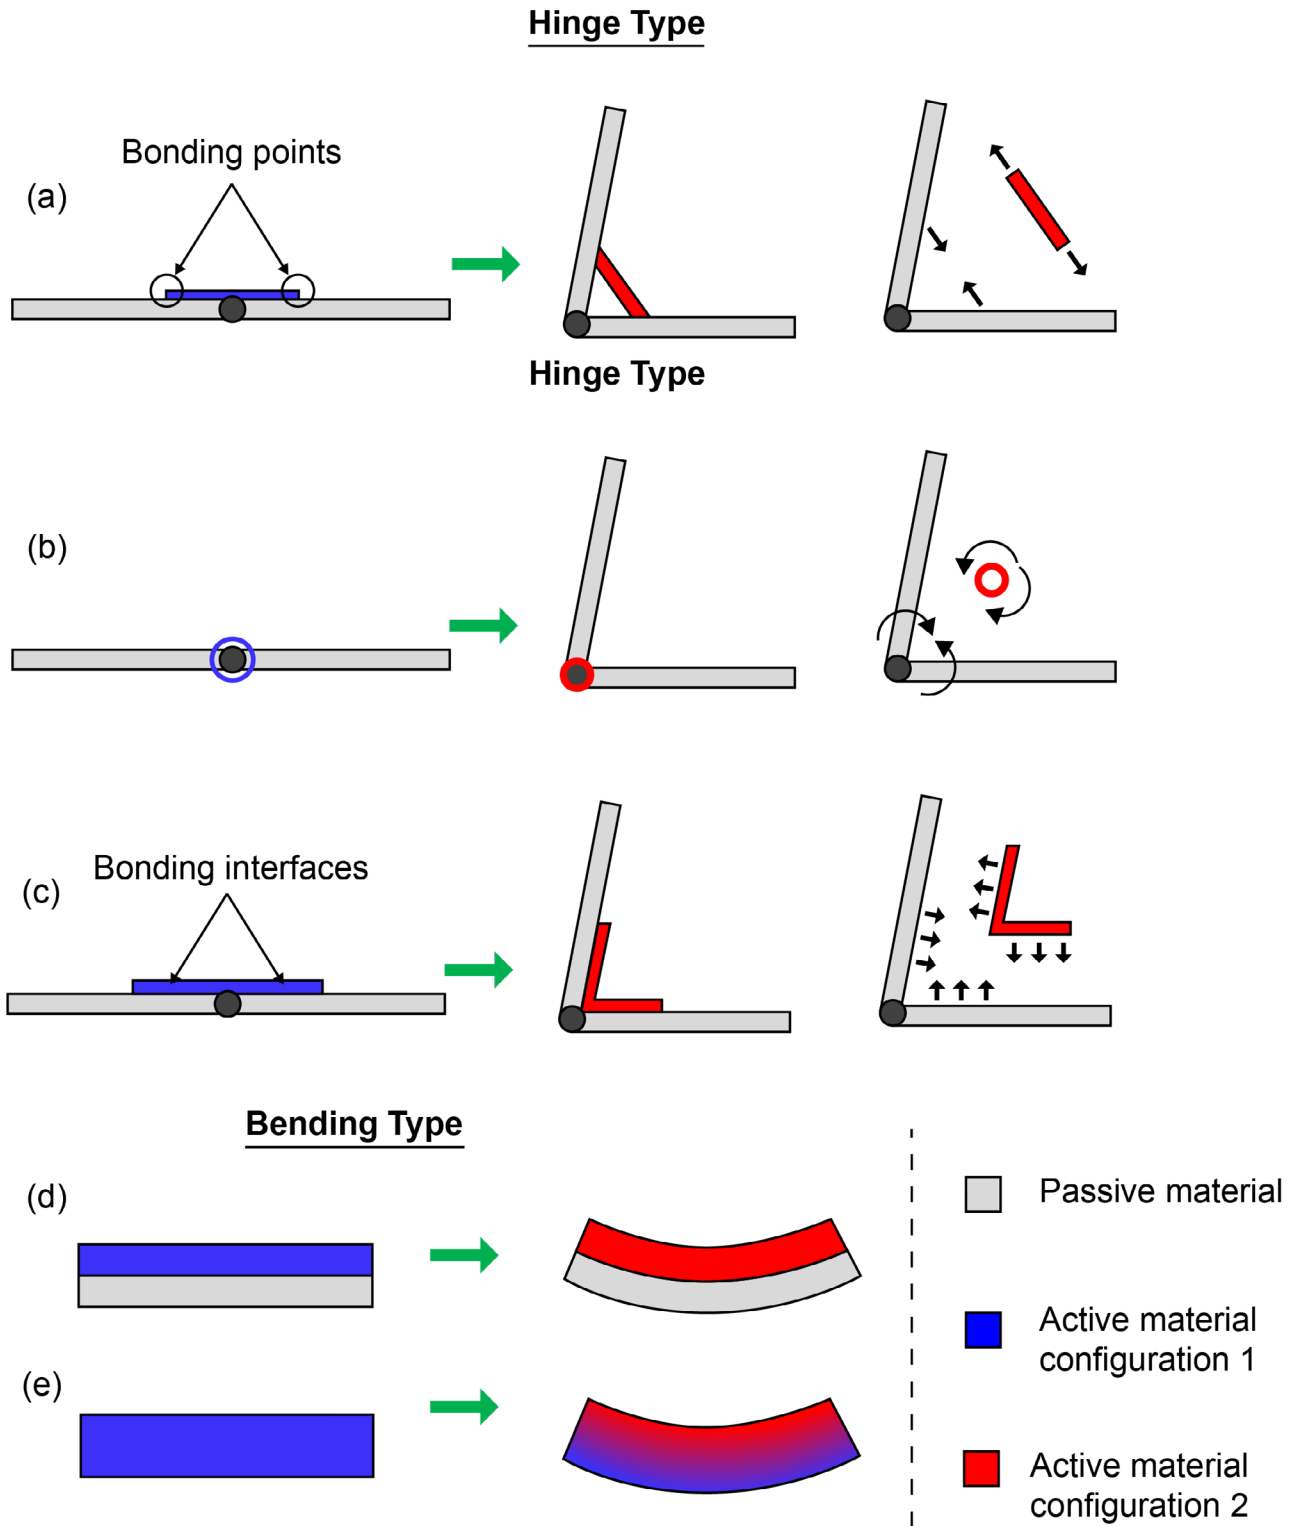 Hinge Type
Bonding points
(a)
Hinge Type
(b)
Bonding interfaces
(c)
Bending Type
(d)
Passive material
Active material
configuration 1
(e)
Active material
configuration 2